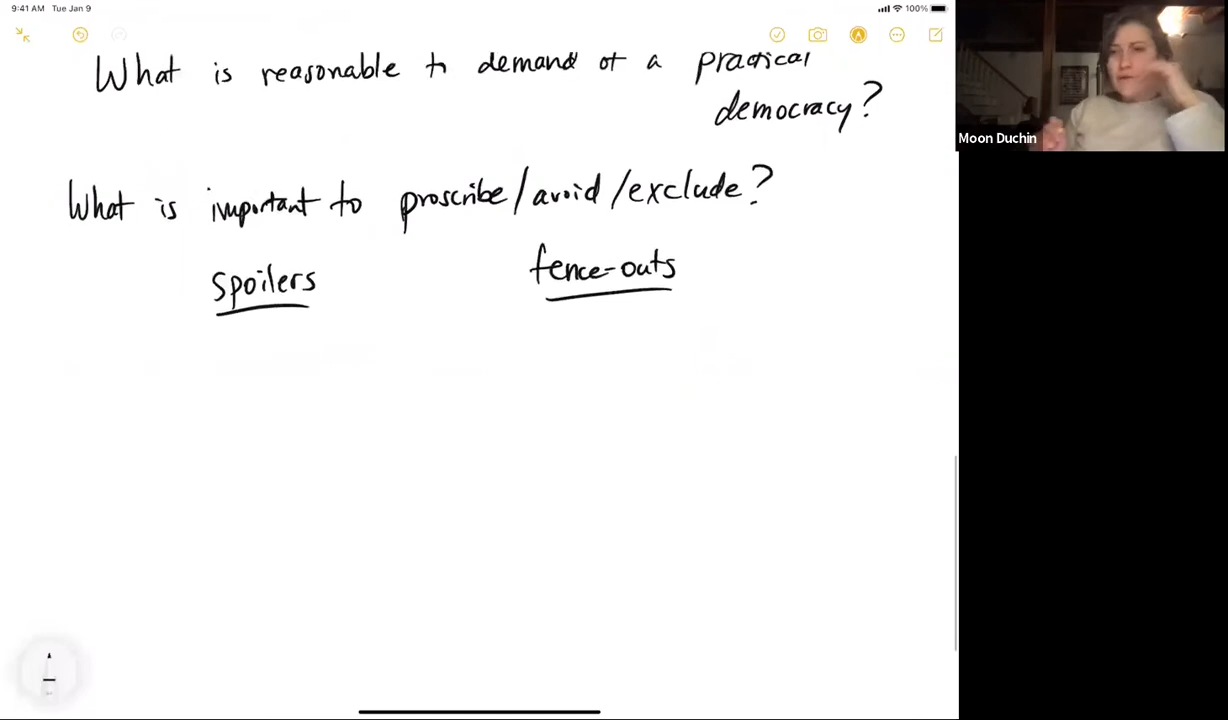 9:41 AM Tue Jan 9
100%
What is reasonable to demand of a practical
democracy?
What is important to proscribe/avoid/exclude?
spoilers fence-outs
Moon Duchin